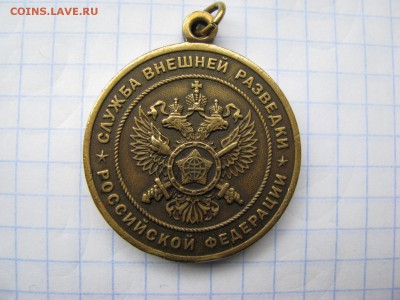 COINS.LAVE.RU
СЛУЖБА ВНЕШНЕЙ РАЗВЕДКИ
РОССИЙСКОЙ ФЕДЕРАЦИИ